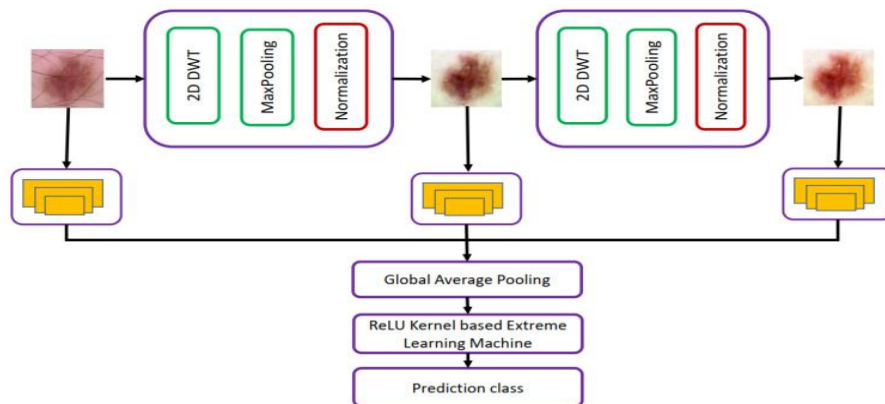 2D DWT
MaxPooling
Normalization
2D DWT
MaxPooling
Normalization
Global Average Pooling
ReLU Kernel based Extreme
Learning Machine
Prediction class